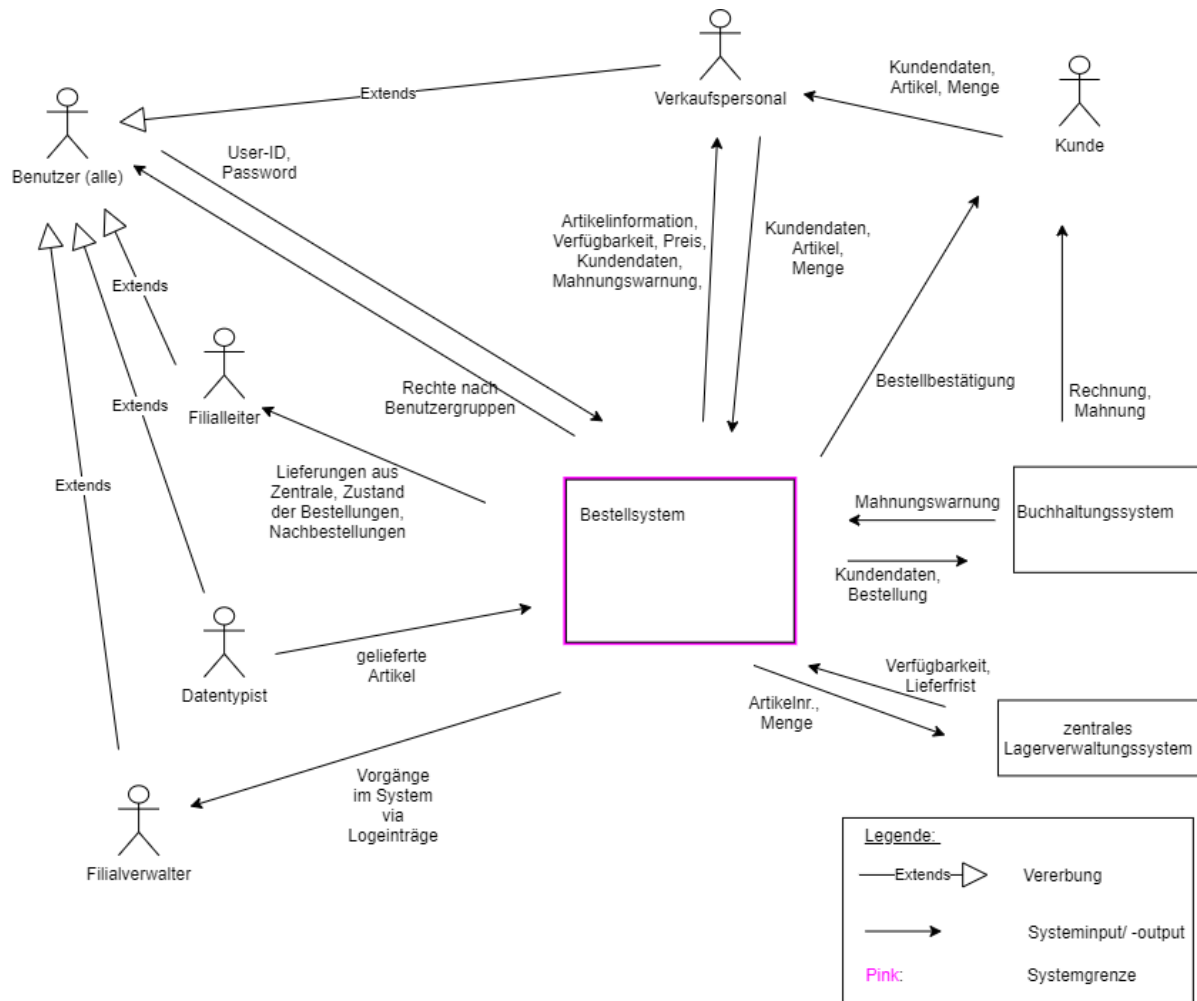 Verkaufspersonal
Kundendaten,
Artikel, Menge
Kunde
Extends
Benutzer (alle)
User-ID,
Password
Artikelinformation,
Verfügbarkeit, Preis,
Kundendaten,
Mahnungswarnung,
Kundendaten,
Artikel,
Menge
Extends
Filialleiter
Rechte nach
Benutzergruppen
Bestellbestätigung
Rechnung,
Mahnung
Extends
Extends
Lieferungen aus
Zentrale, Zustand
der Bestellungen,
Nachbestellungen
Bestellsystem
Mahnungswarnung
Buchhaltungssystem
Kundendaten,
Bestellung
Datentypist
gelieferte
Artikel
Verfügbarkeit,
Lieferfrist
Artikelnr.,
Menge
zentrales
Lagerverwaltungssystem
Vorgänge
im System
via
Logeinträge
Filialverwalter
Legende:
Extends
Vererbung
Systeminput/ -output
Pink:
Systemgrenze